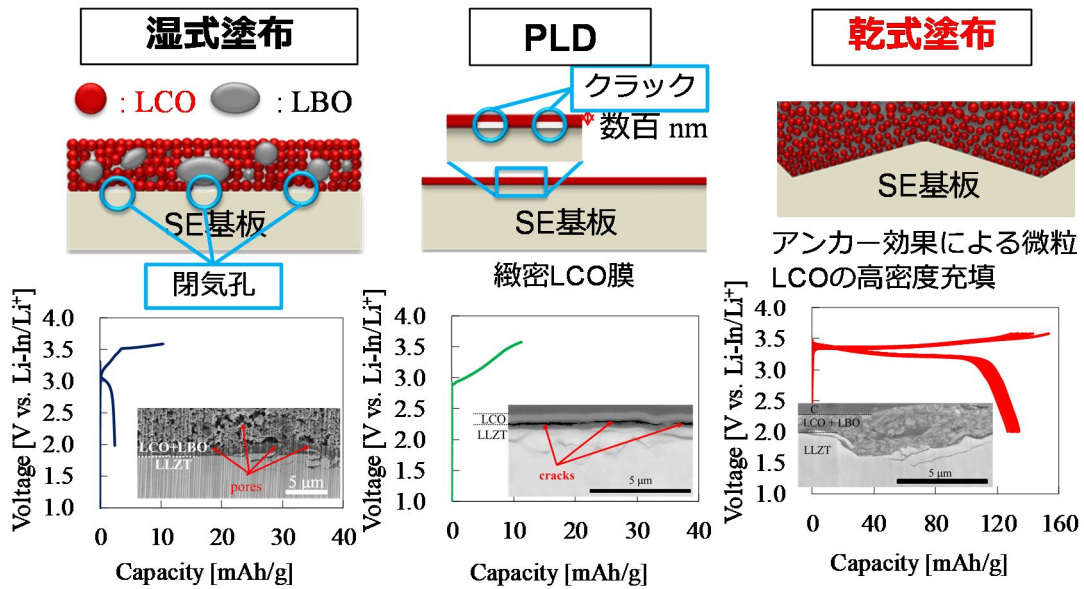 湿式塗布
: LCO
: LBO
SE基板
閉気孔
Voltage [V vs. Li-In/Li⁺]
4.0
3.5
3.0
2.5
2.0
1.5
1.0
LCO+LBO
LLZT
pores
5 μm
0
10
20
30
40
Capacity [mAh/g]
PLD
クラック
数百 nm
SE基板
緻密LCO膜
Voltage [V vs. Li-In/Li⁺]
4.0
3.5
3.0
2.5
2.0
1.5
1.0
LCO
LLZT
cracks
5 μm
0
10
20
30
40
Capacity [mAh/g]
乾式塗布
SE基板
アンカー効果による微粒
LCOの高密度充填
Voltage [V vs. Li-In/Li⁺]
4.0
3.5
3.0
2.5
2.0
1.5
1.0
C
LCO + LBO
LLZT
5 μm
0
40
80
120
160
Capacity [mAh/g]